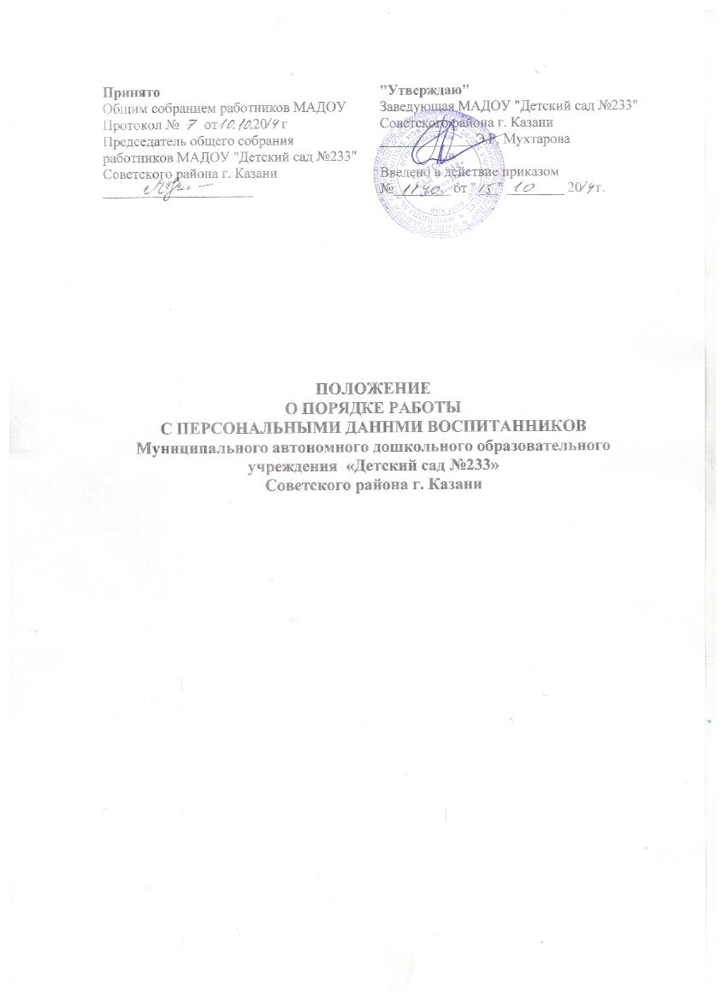 Принято
Общим собранием работников МАДОУ
Протокол № 7 от 10.10.2014 г
Председатель общего собрания
работников МАДОУ "Детский сад №233"
Советского района г. Казани
"Утверждаю"
Заведующая МАДОУ "Детский сад №233"
Советского района г. Казани
Э.Р. Мухтарова
Введено в действие приказом
№ от "15" 10 2014 г.
ПОЛОЖЕНИЕ
О ПОРЯДКЕ РАБОТЫ
С ПЕРСОНАЛЬНЫМИ ДАННМИ ВОСПИТАННИКОВ
Муниципального автономного дошкольного образовательного
учреждения «Детский сад №233»
Советского района г. Казани